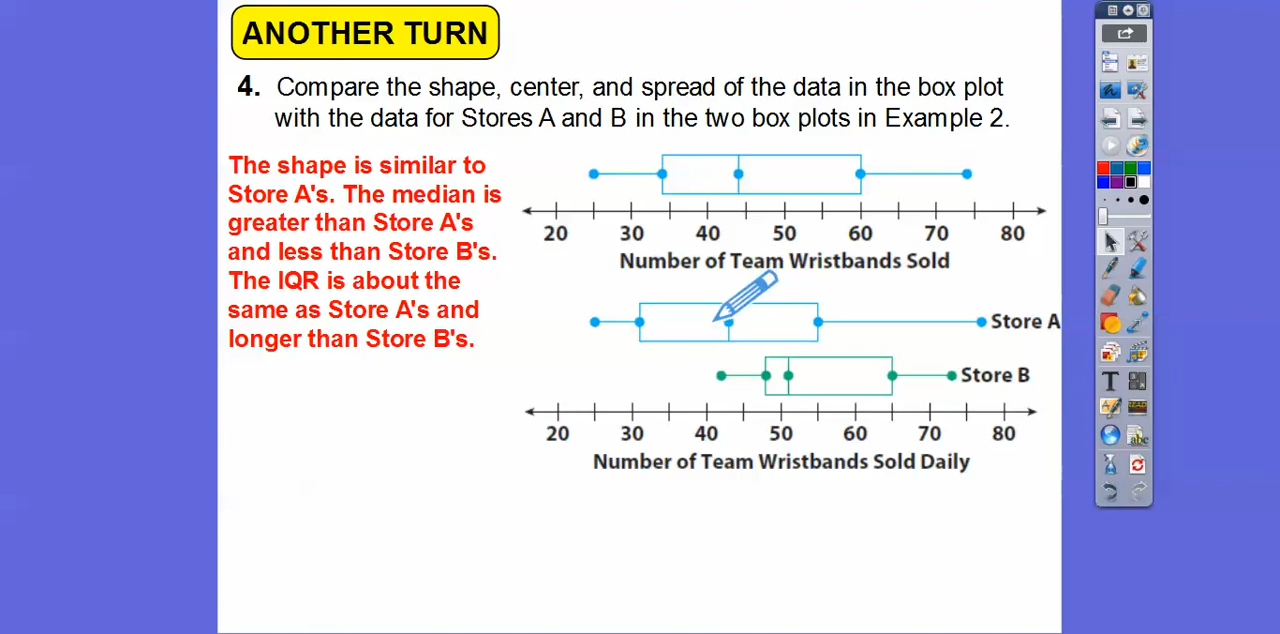 ANOTHER TURN
4. Compare the shape, center, and spread of the data in the box plot
with the data for Stores A and B in the two box plots in Example 2.
The shape is similar to
Store A's. The median is
greater than Store A's
and less than Store B's.
The IQR is about the
same as Store A's and
longer than Store B's.
20 30 40 50 60 70 80
Number of Team Wristbands Sold
Store A
Store B
20 30 40 50 60 70 80
Number of Team Wristbands Sold Daily